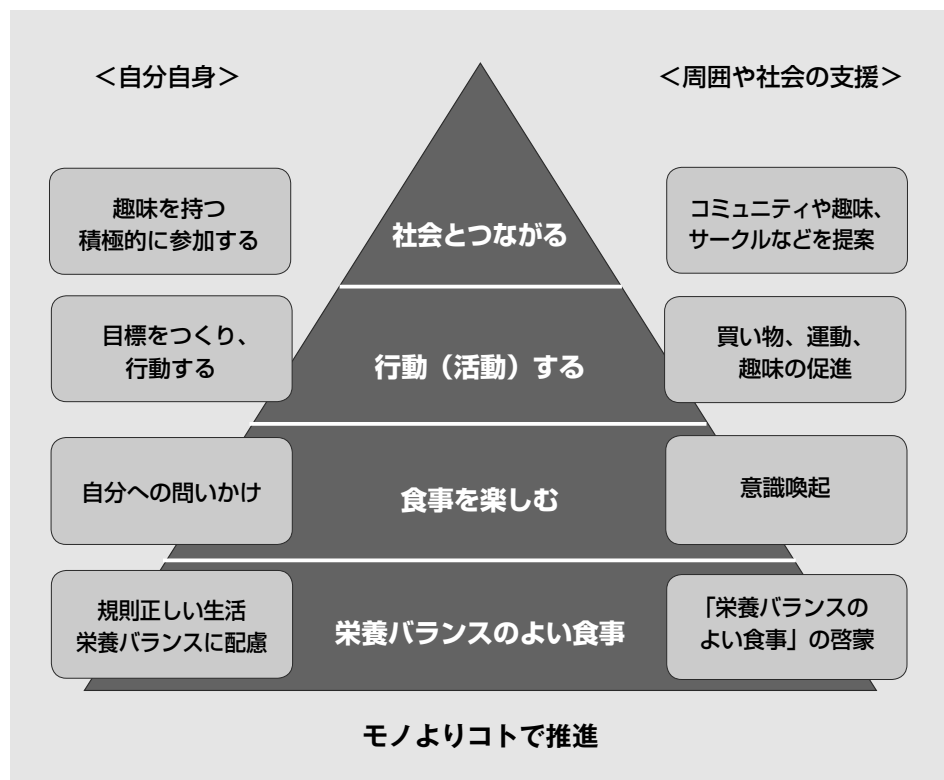 ＜自分自身＞
＜周囲や社会の支援＞
趣味を持つ
積極的に参加する
社会とつながる
コミュニティや趣味、
サークルなどを提案
目標をつくり、
行動する
行動（活動）する
買い物、運動、
趣味の促進
自分への問いかけ
食事を楽しむ
意識喚起
規則正しい生活
栄養バランスに配慮
栄養バランスのよい食事
「栄養バランスの
よい食事」の啓蒙
モノよりコトで推進